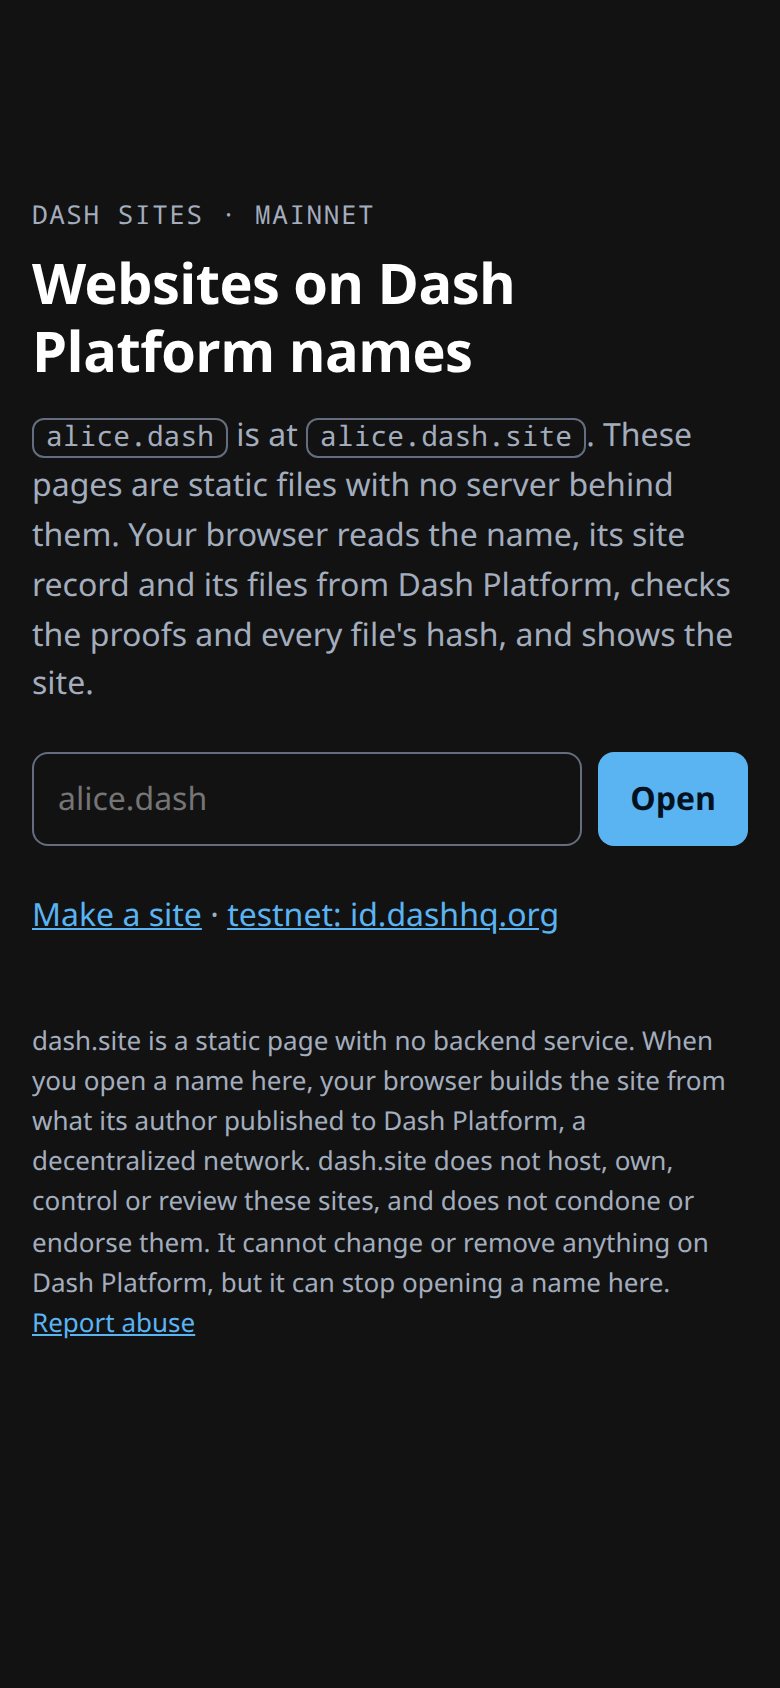 DASH SITES · MAINNET
Websites on Dash
Platform names
alice.dash is at alice.dash.site. These
pages are static files with no server behind
them. Your browser reads the name, its site
record and its files from Dash Platform, checks
the proofs and every file's hash, and shows the
site.
alice.dash
Open
Make a site · testnet: id.dashhq.org
dash.site is a static page with no backend service. When
you open a name here, your browser builds the site from
what its author published to Dash Platform, a
decentralized network. dash.site does not host, own,
control or review these sites, and does not condone or
endorse them. It cannot change or remove anything on
Dash Platform, but it can stop opening a name here.
Report abuse